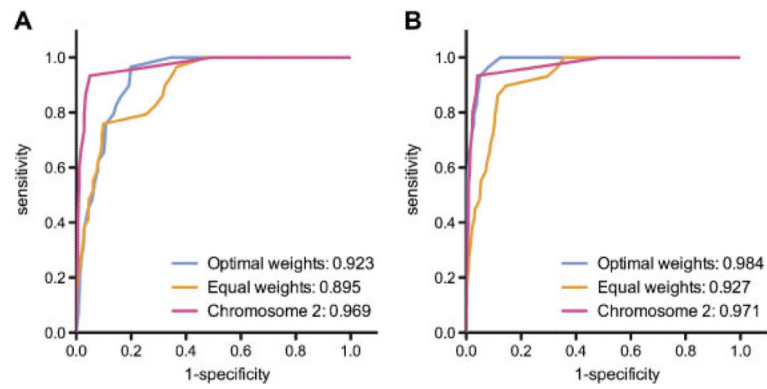 A
1.0
0.8
0.6
0.4
0.2
0.0
sensitivity
Optimal weights: 0.923
Equal weights: 0.895
Chromosome 2: 0.969
0.0 0.2 0.4 0.6 0.8 1.0
1-specificity
B
1.0
0.8
0.6
0.4
0.2
0.0
sensitivity
Optimal weights: 0.984
Equal weights: 0.927
Chromosome 2: 0.971
0.0 0.2 0.4 0.6 0.8 1.0
1-specificity